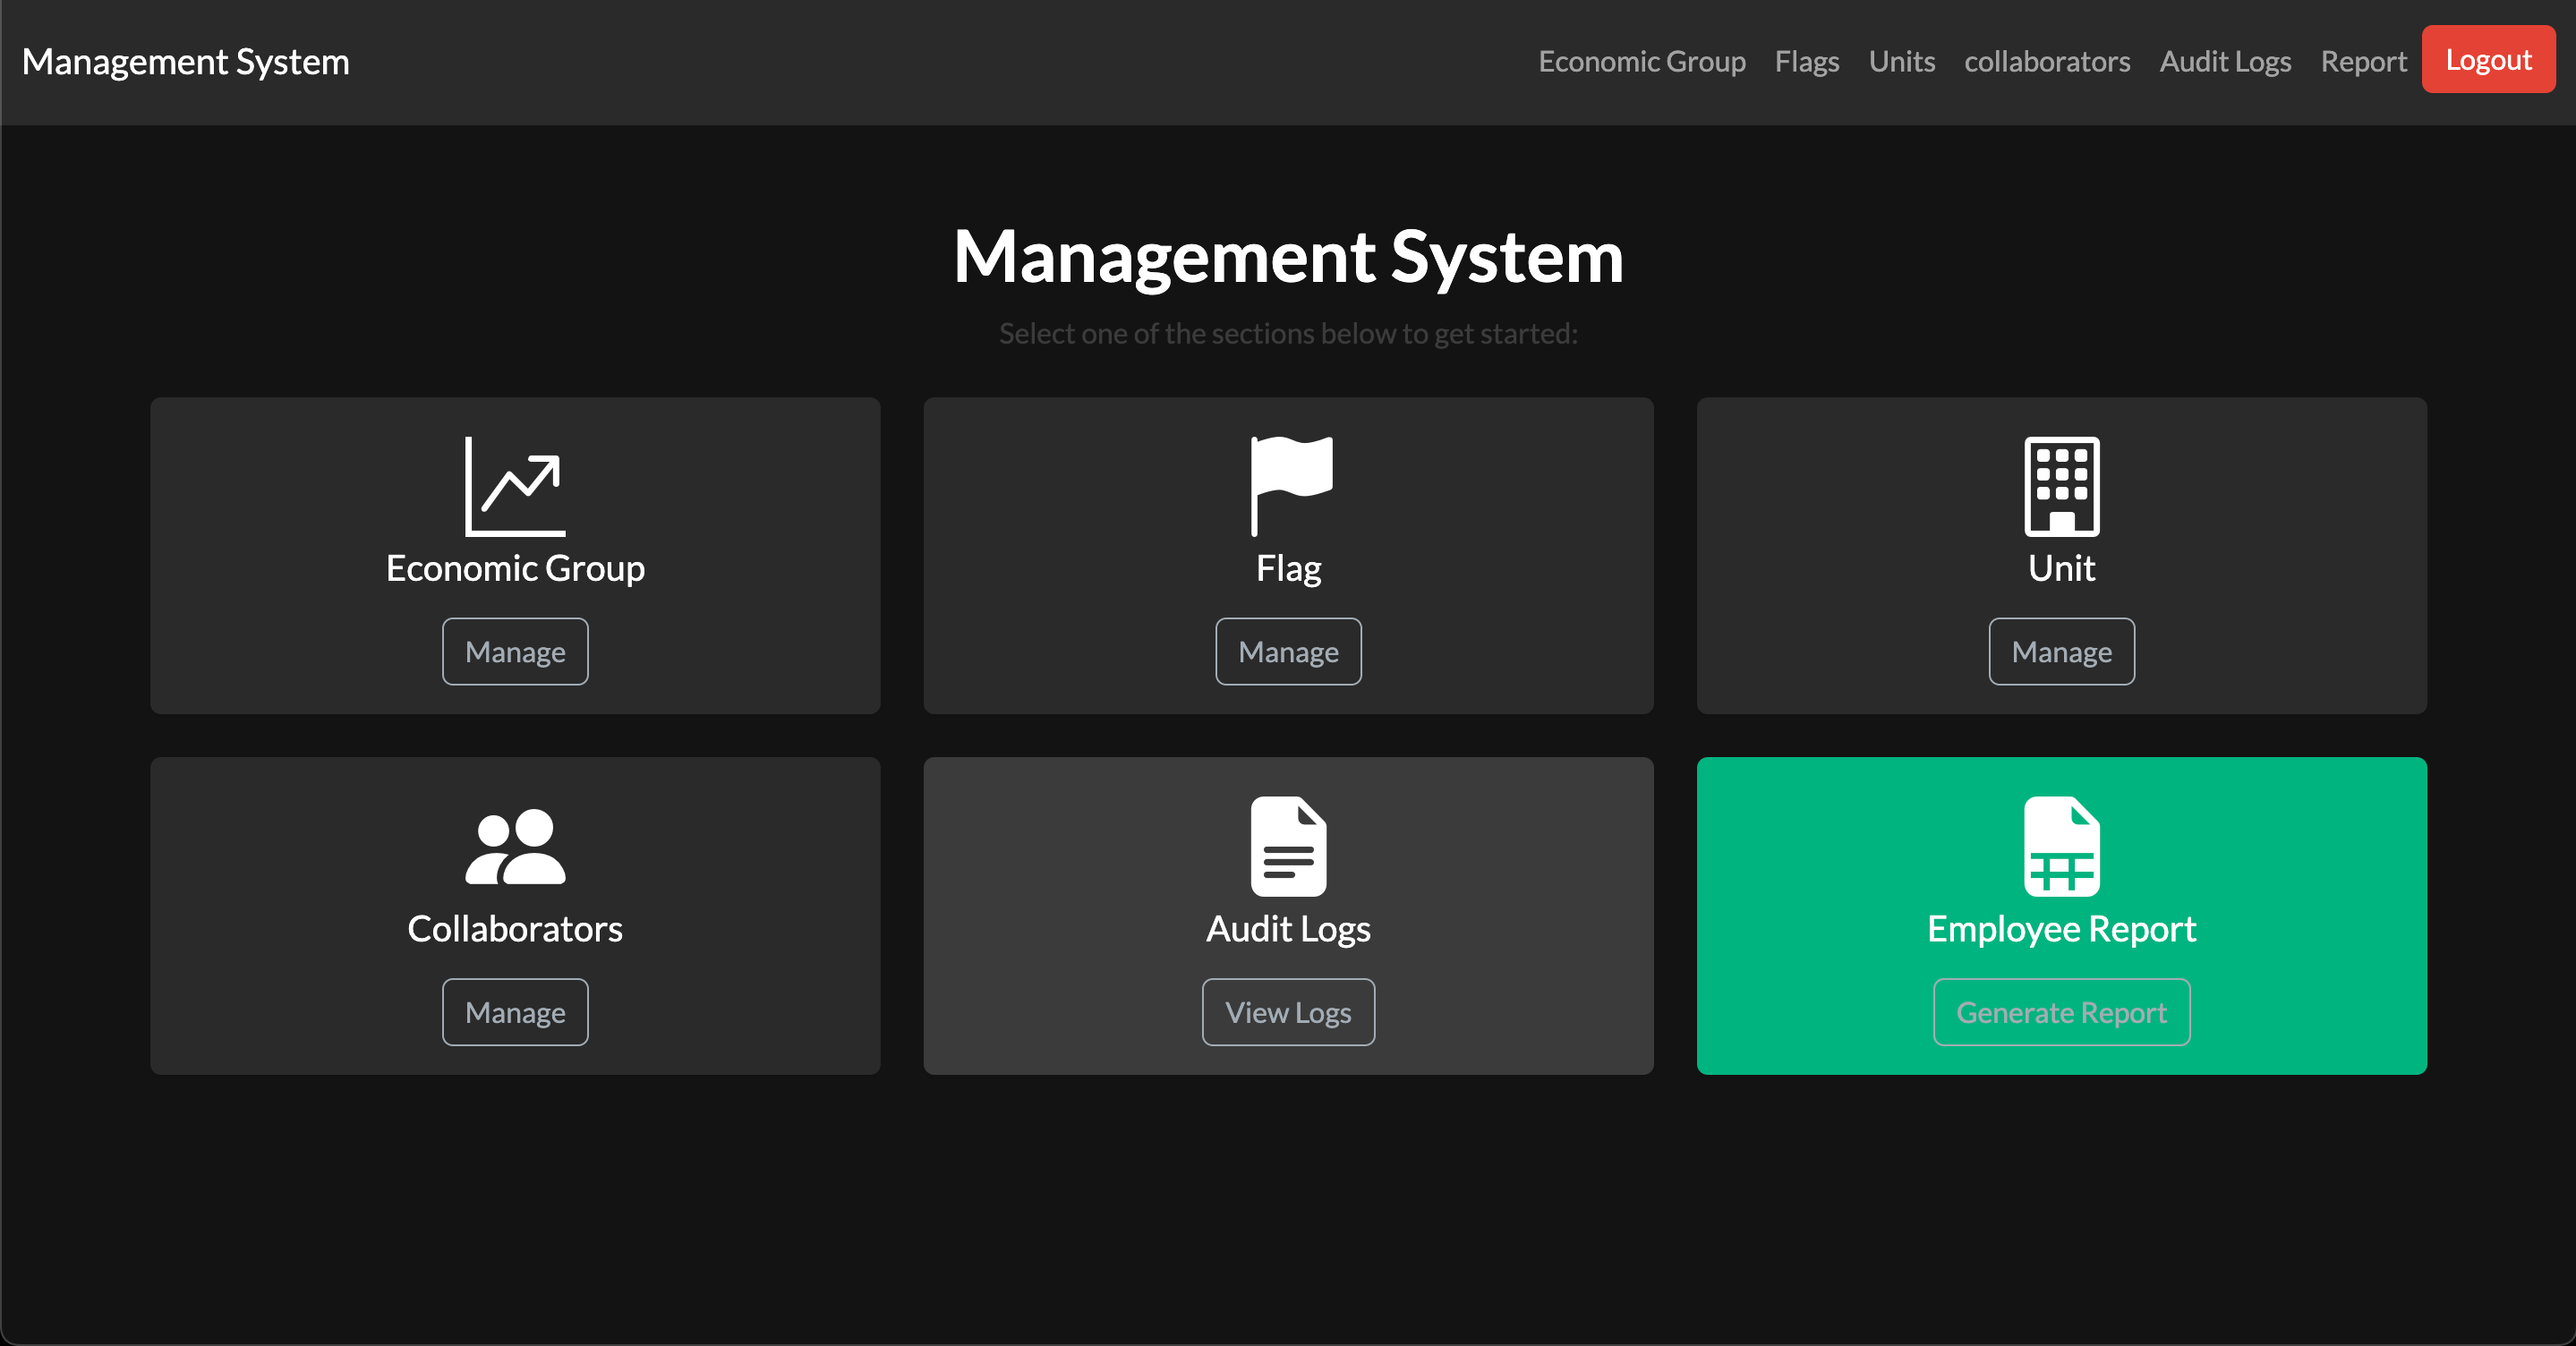 Management System
Economic Group Flags Units collaborators Audit Logs Report Logout
Management System
Select one of the sections below to get started:
Economic Group
Manage
Flag
Manage
Unit
Manage
Collaborators
Manage
Audit Logs
View Logs
Employee Report
Generate Report